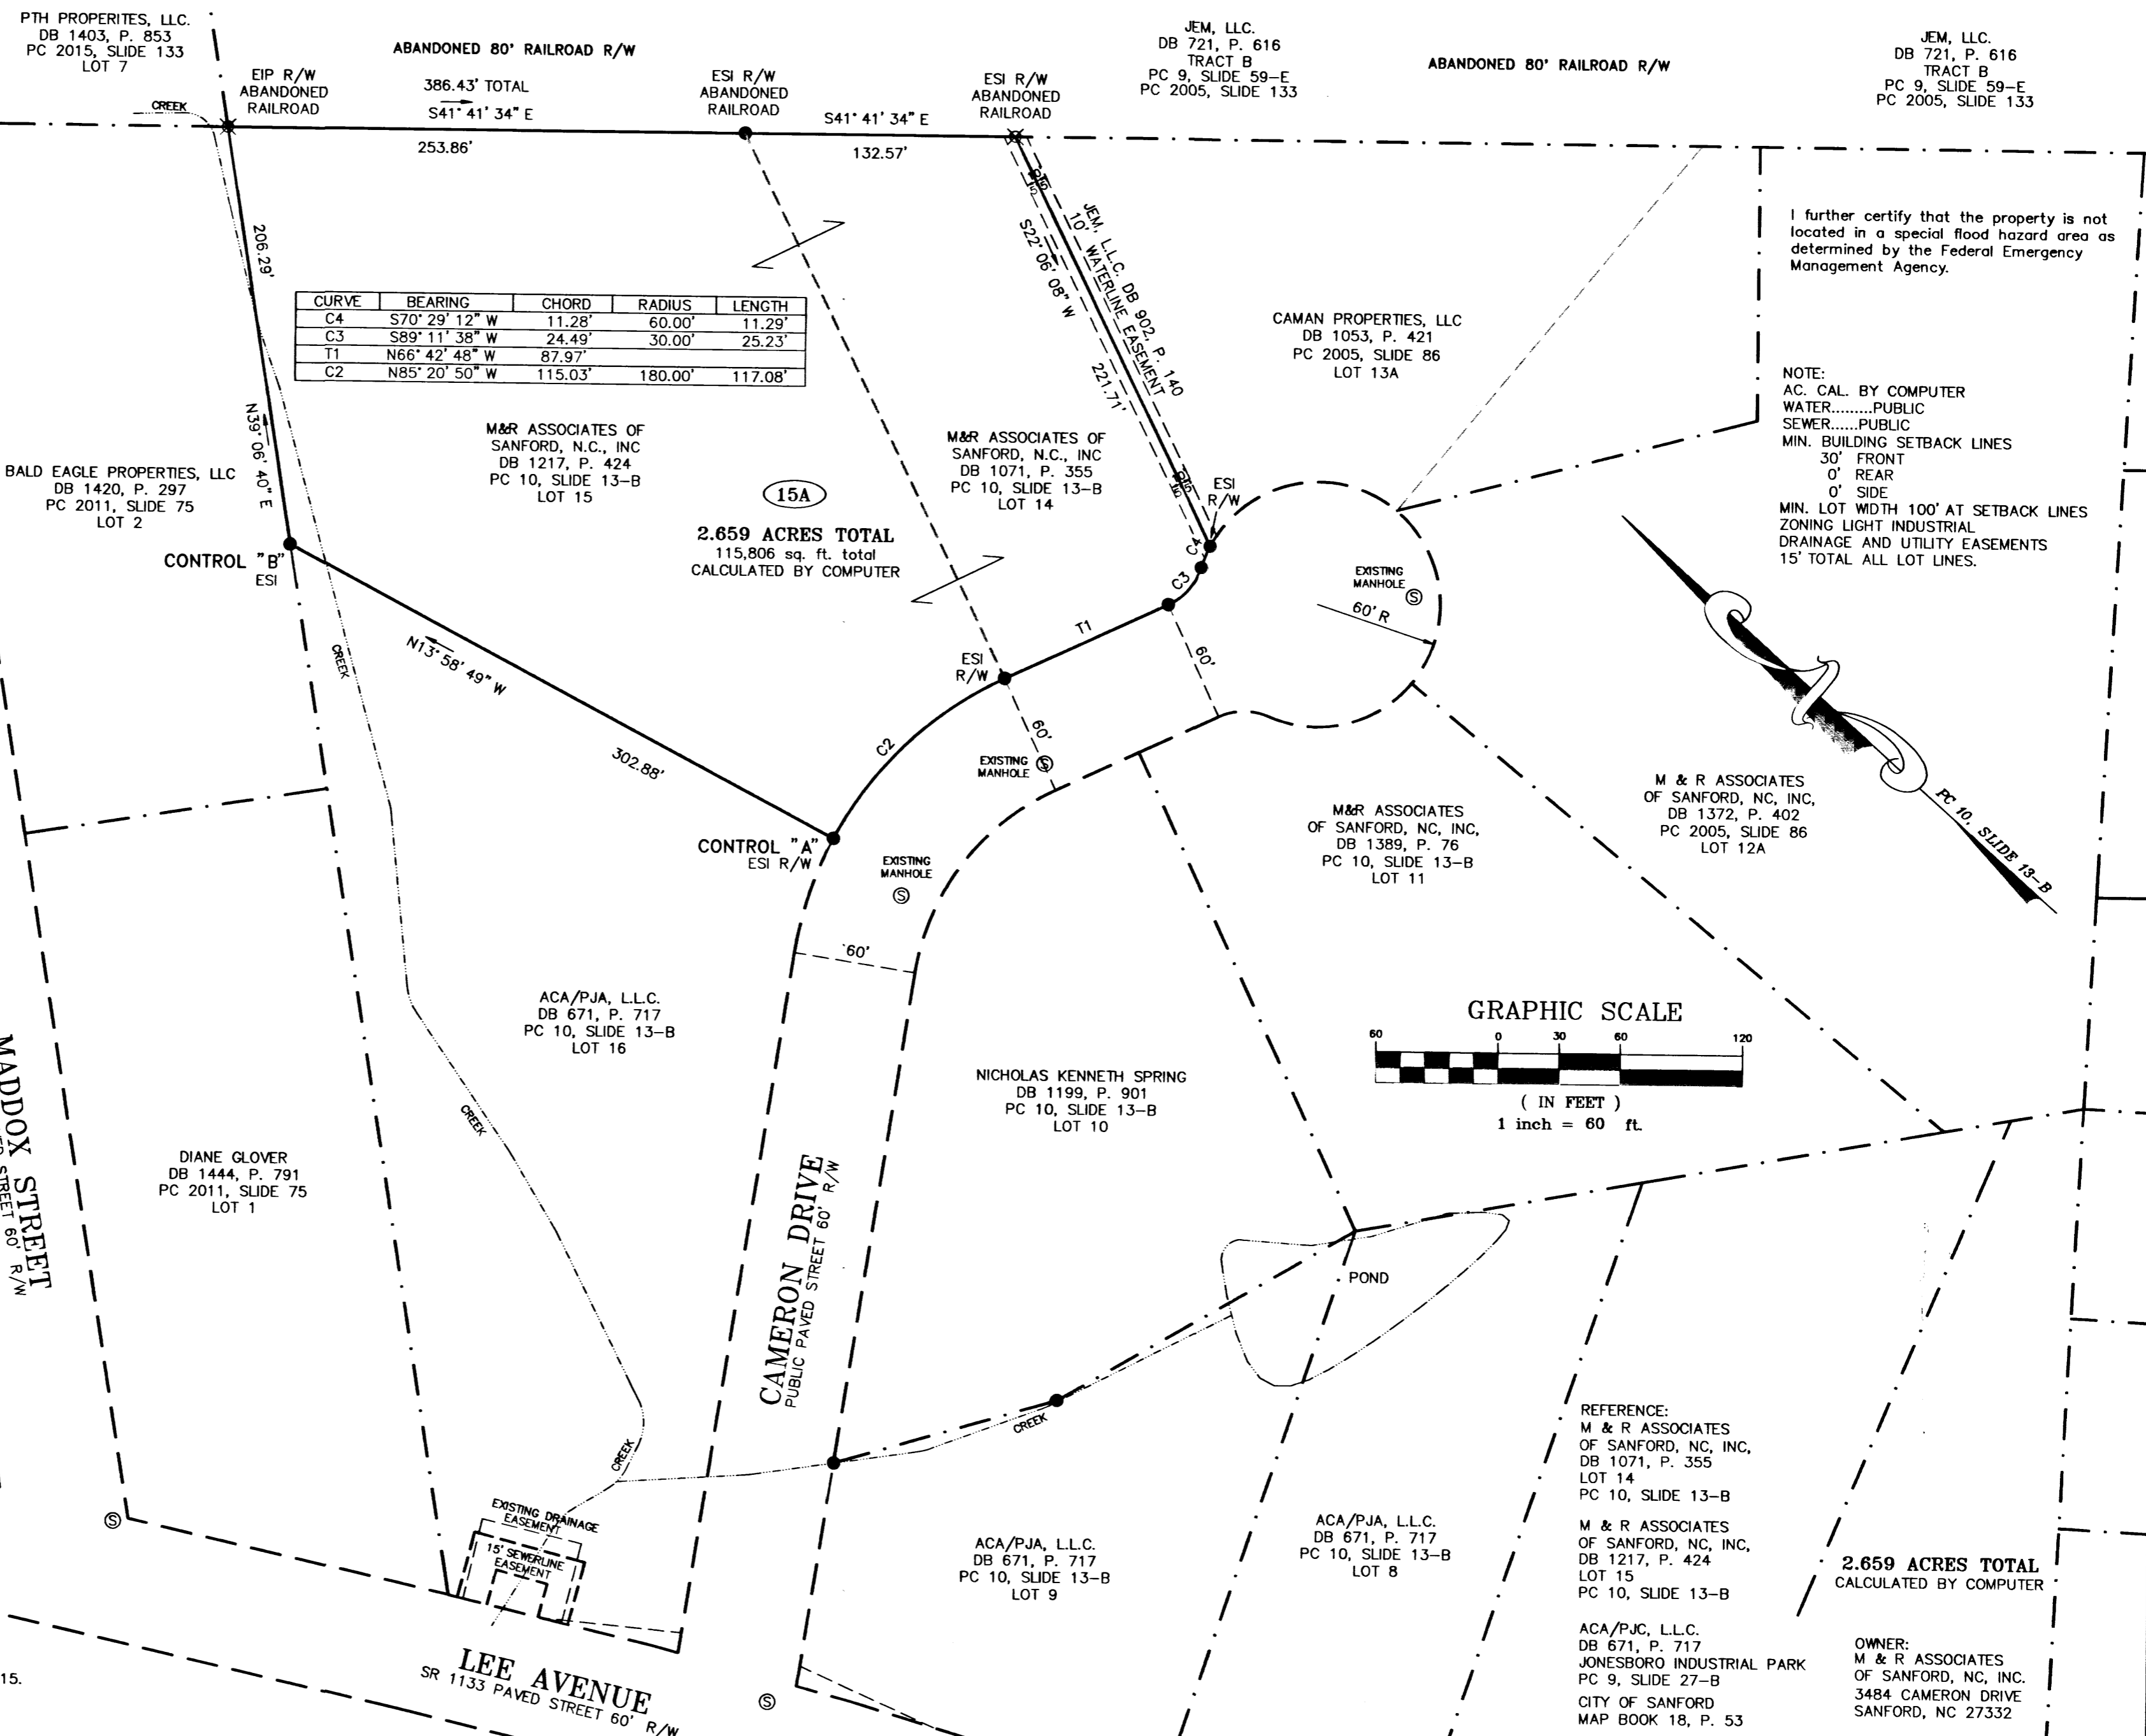 PTH PROPERITES, LLC.
DB 1403, P. 853
PC 2015, SLIDE 133
LOT 7
ABANDONED 80' RAILROAD R/W
386.43' TOTAL
S41° 41' 34" E
253.86'
EIP R/W
ABANDONED
RAILROAD
CREEK
ESI R/W
ABANDONED
RAILROAD
S41° 41' 34" E
132.57'
ESI R/W
ABANDONED
RAILROAD
JEM, LLC.
DB 721, P. 616
TRACT B
PC 9, SLIDE 59-E
PC 2005, SLIDE 133
ABANDONED 80' RAILROAD R/W
JEM, LLC.
DB 721, P. 616
TRACT B
PC 9, SLIDE 59-E
PC 2005, SLIDE 133
I further certify that the property is not
located in a special flood hazard area as
determined by the Federal Emergency
Management Agency.
206.29'
N39° 06' 40" E
CURVE BEARING CHORD RADIUS LENGTH
C4 S70° 29' 12" W 11.28' 60.00' 11.29'
C3 S89° 11' 38" W 24.49' 30.00' 25.23'
T1 N66° 42' 48" W 87.97'
C2 N85° 20' 50" W 115.03' 180.00' 117.08'
JEM, L.L.C. DB 902, P. 140
10' WATERLINE EASEMENT
S22° 06' 08" W
221.71'
CAMAN PROPERTIES, LLC
DB 1053, P. 421
PC 2005, SLIDE 86
LOT 13A
NOTE:
AC. CAL. BY COMPUTER
WATER.........PUBLIC
SEWER......PUBLIC
MIN. BUILDING SETBACK LINES
30' FRONT
0' REAR
0' SIDE
MIN. LOT WIDTH 100' AT SETBACK LINES
ZONING LIGHT INDUSTRIAL
DRAINAGE AND UTILITY EASEMENTS
15' TOTAL ALL LOT LINES.
BALD EAGLE PROPERTIES, LLC
DB 1420, P. 297
PC 2011, SLIDE 75
LOT 2
M&R ASSOCIATES OF
SANFORD, N.C., INC
DB 1217, P. 424
PC 10, SLIDE 13-B
LOT 15
15A
2.659 ACRES TOTAL
115,806 sq. ft. total
CALCULATED BY COMPUTER
M&R ASSOCIATES OF
SANFORD, N.C., INC
DB 1071, P. 355
PC 10, SLIDE 13-B
LOT 14
ESI
R/W
C4
C3
T1
60'
EXISTING
MANHOLE
S
60' R
CONTROL "B"
ESI
N13° 58' 49" W
302.88'
CREEK
ESI
R/W
C2
60'
EXISTING
MANHOLE
S
CONTROL "A"
ESI R/W
EXISTING
MANHOLE
S
60'
M&R ASSOCIATES
OF SANFORD, NC, INC,
DB 1389, P. 76
PC 10, SLIDE 13-B
LOT 11
M & R ASSOCIATES
OF SANFORD, NC, INC,
DB 1372, P. 402
PC 2005, SLIDE 86
LOT 12A
PC 10, SLIDE 13-B
ACA/PJA, L.L.C.
DB 671, P. 717
PC 10, SLIDE 13-B
LOT 16
GRAPHIC SCALE
60 0 30 60 120
( IN FEET )
1 inch = 60 ft.
NICHOLAS KENNETH SPRING
DB 1199, P. 901
PC 10, SLIDE 13-B
LOT 10
CREEK
DIANE GLOVER
DB 1444, P. 791
PC 2011, SLIDE 75
LOT 1
MADDOX STREET
STREET 60' R/W
CAMERON DRIVE
PUBLIC PAVED STREET 60' R/W
POND
CREEK
CREEK
S
EXISTING DRAINAGE
EASEMENT
15' SEWERLINE
EASEMENT
LEE AVENUE
SR 1133 PAVED STREET 60' R/W
S
15.
ACA/PJA, L.L.C.
DB 671, P. 717
PC 10, SLIDE 13-B
LOT 9
ACA/PJA, L.L.C.
DB 671, P. 717
PC 10, SLIDE 13-B
LOT 8
REFERENCE:
M & R ASSOCIATES
OF SANFORD, NC, INC,
DB 1071, P. 355
LOT 14
PC 10, SLIDE 13-B
M & R ASSOCIATES
OF SANFORD, NC, INC,
DB 1217, P. 424
LOT 15
PC 10, SLIDE 13-B
ACA/PJC, L.L.C.
DB 671, P. 717
JONESBORO INDUSTRIAL PARK
PC 9, SLIDE 27-B
CITY OF SANFORD
MAP BOOK 18, P. 53
2.659 ACRES TOTAL
CALCULATED BY COMPUTER
OWNER:
M & R ASSOCIATES
OF SANFORD, NC, INC.
3484 CAMERON DRIVE
SANFORD, NC 27332